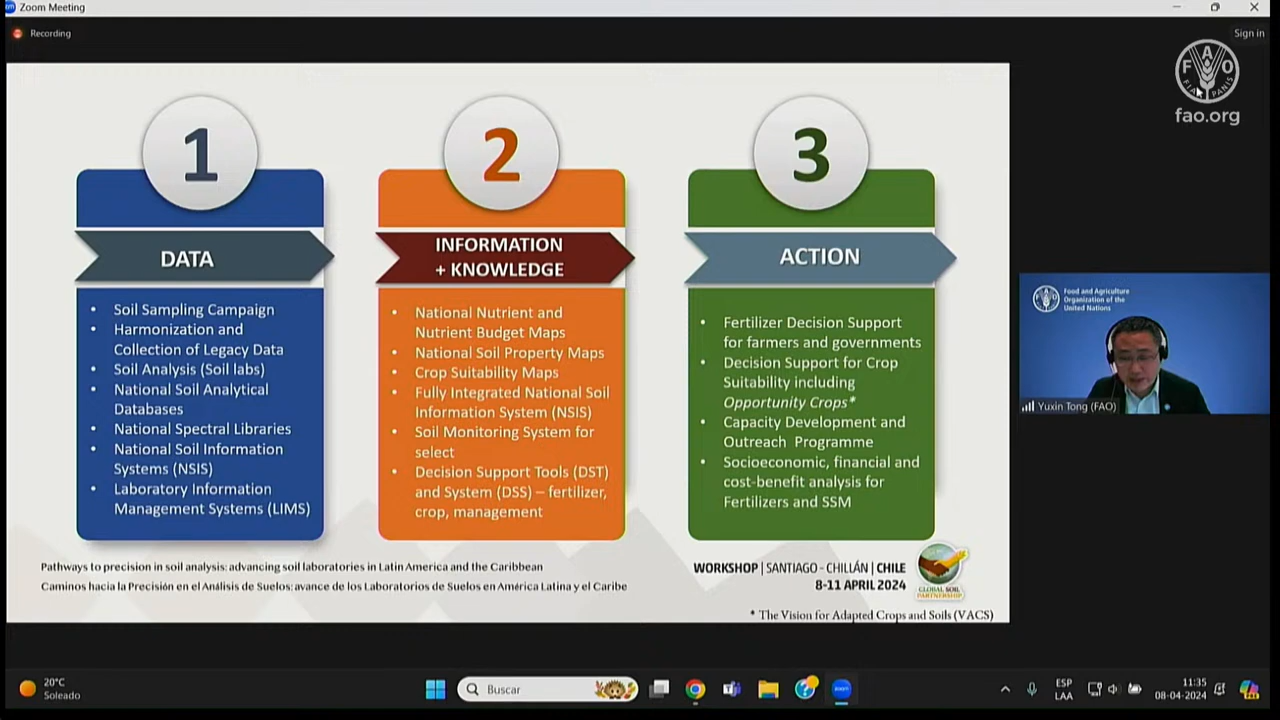 Zoom Meeting
Recording
Sign in
FAO
FIAT PANIS
fao.org
1
DATA
• Soil Sampling Campaign
• Harmonization and
Collection of Legacy Data
• Soil Analysis (Soil labs)
• National Soil Analytical
Databases
• National Spectral Libraries
• National Soil Information
Systems (NSIS)
• Laboratory Information
Management Systems (LIMS)
2
INFORMATION
+ KNOWLEDGE
• National Nutrient and
Nutrient Budget Maps
• National Soil Property Maps
• Crop Suitability Maps
• Fully Integrated National Soil
Information System (NSIS)
• Soil Monitoring System for
select
• Decision Support Tools (DST)
and System (DSS) – fertilizer,
crop, management
3
ACTION
• Fertilizer Decision Support
for farmers and governments
• Decision Support for Crop
Suitability including
Opportunity Crops*
• Capacity Development and
Outreach Programme
• Socioeconomic, financial and
cost-benefit analysis for
Fertilizers and SSM
Pathways to precision in soil analysis: advancing soil laboratories in Latin America and the Caribbean
Caminos hacia la Precisión en el Análisis de Suelos: avance de los Laboratorios de Suelos en América Latina y el Caribe
WORKSHOP | SANTIAGO - CHILLÁN | CHILE
8-11 APRIL 2024
GLOBAL SOIL
PARTNERSHIP
* The Vision for Adapted Crops and Soils (VACS)
Food and Agriculture
Organization of the
United Nations
Yuxin Tong (FAO)
20°C
Soleado
Buscar
zoom
ESP
LAA
11:35
08-04-2024